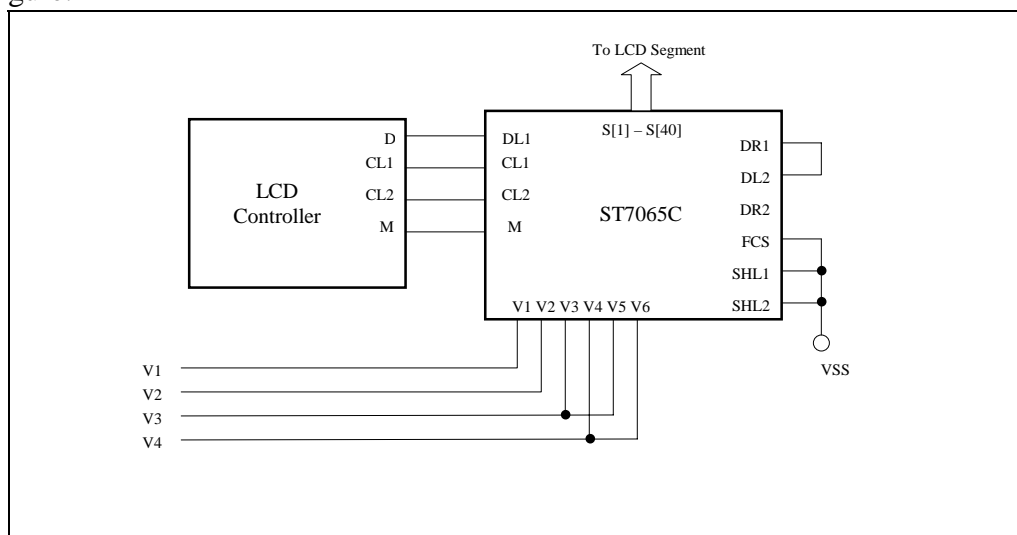 To LCD Segment
S[1] – S[40]
D
CL1
CL2
M
LCD
Controller
DL1
CL1
CL2
M
ST7065C
DR1
DL2
DR2
FCS
SHL1
SHL2
V1 V2 V3 V4 V5 V6
VSS
V1
V2
V3
V4